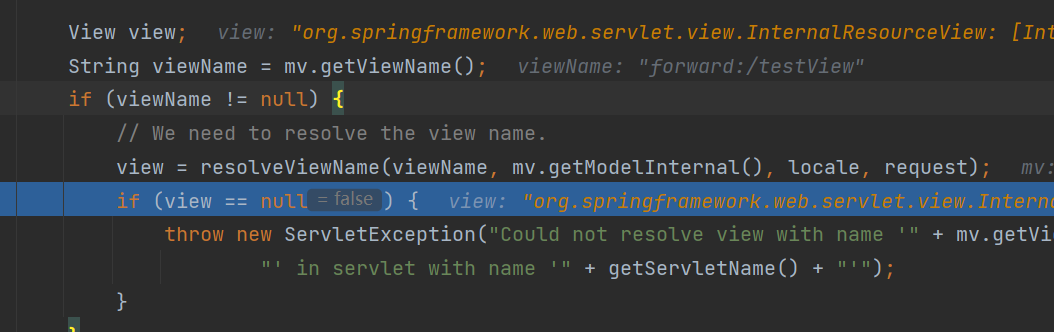 View view;   view: "org.springframework.web.servlet.view.InternalResourceView: [Int
String viewName = mv.getViewName();   viewName: "forward:/testView"
if (viewName != null) {
// We need to resolve the view name.
view = resolveViewName(viewName, mv.getModelInternal(), locale, request);   mv:
if (view == null = false ) {   view: "org.springframework.web.servlet.view.Interna
throw new ServletException("Could not resolve view with name '" + mv.getVie
"' in servlet with name '" + getServletName() + "'");
}
}